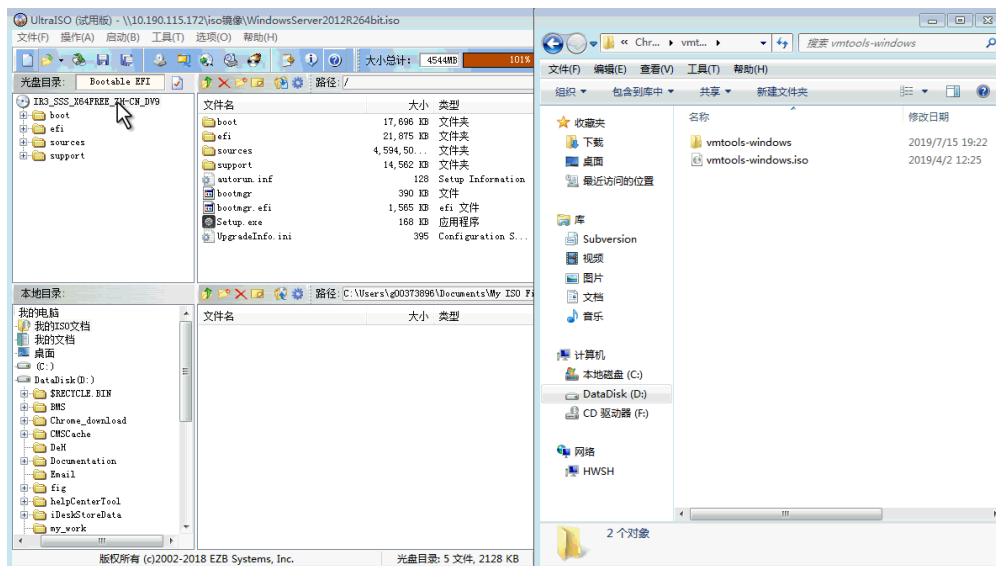 UltraISO (试用版) - \\10.190.115.172\iso镜像\WindowsServer2012R264bit.iso
文件(F) 操作(A) 启动(B) 工具(T) 选项(O) 帮助(H)
大小总计: 4544MB 101%
光盘目录: Bootable EFI 路径: /
IR3_SSS_X64FREE_ZH-CN_DV9
boot
efi
sources
support
文件名 大小 类型
boot 17,696 KB 文件夹
efi 21,875 KB 文件夹
sources 4,594,50... 文件夹
support 14,562 KB 文件夹
autorun.inf 128 Setup Information
bootmgr 390 KB 文件
bootmgr.efi 1,565 KB efi 文件
Setup.exe 168 KB 应用程序
UpgradeInfo.ini 395 Configuration S...
本地目录: 路径: C:\Users\g00373896\Documents\My ISO Fi
我的电脑
我的ISO文档
我的文档
桌面
(C:)
DataDisk(D:)
$RECYCLE.BIN
BMS
Chrome_download
CMSCache
DeH
Documentation
Email
fig
helpCenterTool
iDeskStoreData
my_work
文件名 大小 类型
版权所有 (c)2002-2018 EZB Systems, Inc. 光盘目录: 5 文件, 2128 KB
« Chr... vmt... 搜索 vmtools-windows
文件(F) 编辑(E) 查看(V) 工具(T) 帮助(H)
组织 包含到库中 共享 新建文件夹
收藏夹
下载
桌面
最近访问的位置
库
Subversion
视频
图片
文档
音乐
计算机
本地磁盘 (C:)
DataDisk (D:)
CD 驱动器 (F:)
网络
HWSH
名称 修改日期
vmtools-windows 2019/7/15 19:22
vmtools-windows.iso 2019/4/2 12:25
2 个对象